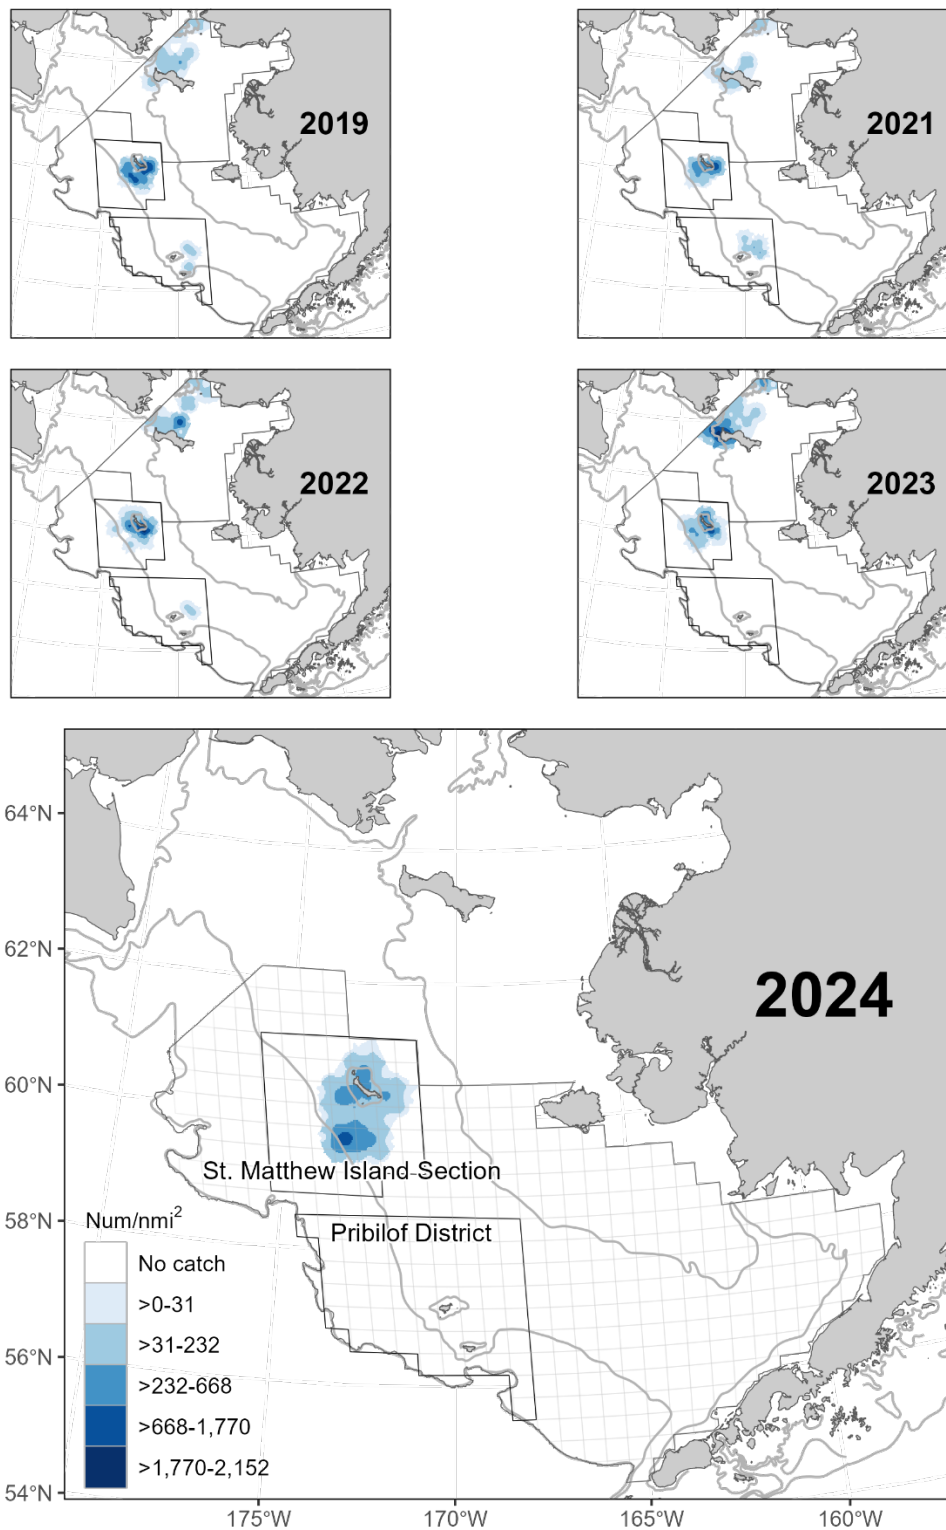 2019
2021
2022
2023
2024
64°N
62°N
60°N
58°N
56°N
54°N
St. Matthew Island Section
Pribilof District
Num/nmi²
No catch
>0-31
>31-232
>232-668
>668-1,770
>1,770-2,152
175°W
170°W
165°W
160°W